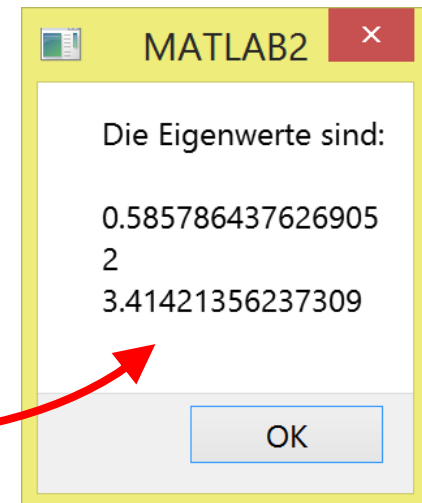 MATLAB2
Die Eigenwerte sind:
0.585786437626905
2
3.41421356237309
OK